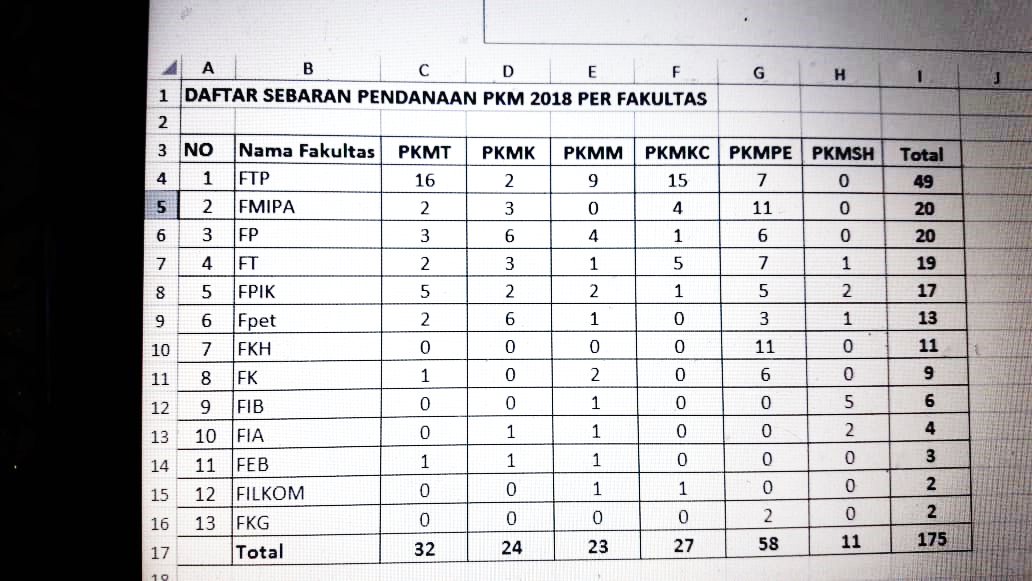 A B C D E F G H I J
1 DAFTAR SEBARAN PENDANAAN PKM 2018 PER FAKULTAS
2
3 NO Nama Fakultas PKMT PKMK PKMM PKMKC PKMPE PKMSH Total
4 1 FTP 16 2 9 15 7 0 49
5 2 FMIPA 2 3 0 4 11 0 20
6 3 FP 3 6 4 1 6 0 20
7 4 FT 2 3 1 5 7 1 19
8 5 FPIK 5 2 2 1 5 2 17
9 6 Fpet 2 6 1 0 3 1 13
10 7 FKH 0 0 0 0 11 0 11
11 8 FK 1 0 2 0 6 0 9
12 9 FIB 0 0 1 0 0 5 6
13 10 FIA 0 1 1 0 0 2 4
14 11 FEB 1 1 1 0 0 0 3
15 12 FILKOM 0 0 1 1 0 0 2
16 13 FKG 0 0 0 0 2 0 2
17 Total 32 24 23 27 58 11 175
18